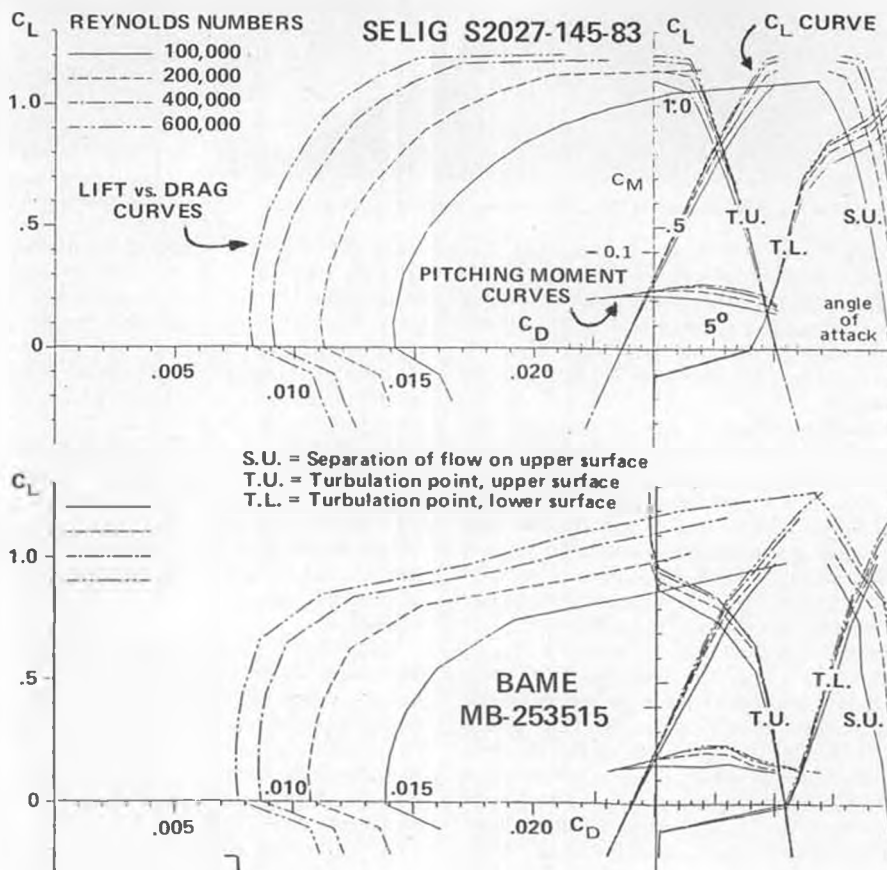 C_L
REYNOLDS NUMBERS
100,000
200,000
400,000
600,000
SELIG S2027-145-83
C_L
C_L CURVE
1.0
1.0
LIFT vs. DRAG
CURVES
C_M
.5
.5
T.U.
T.L.
S.U.
- 0.1
PITCHING MOMENT
CURVES
C_D
5°
angle
of
attack
0
.005
.010
.015
.020
S.U. = Separation of flow on upper surface
T.U. = Turbulation point, upper surface
T.L. = Turbulation point, lower surface
C_L
1.0
.5
BAME
MB-253515
T.L.
T.U.
S.U.
.010
.015
0
.005
.020
C_D